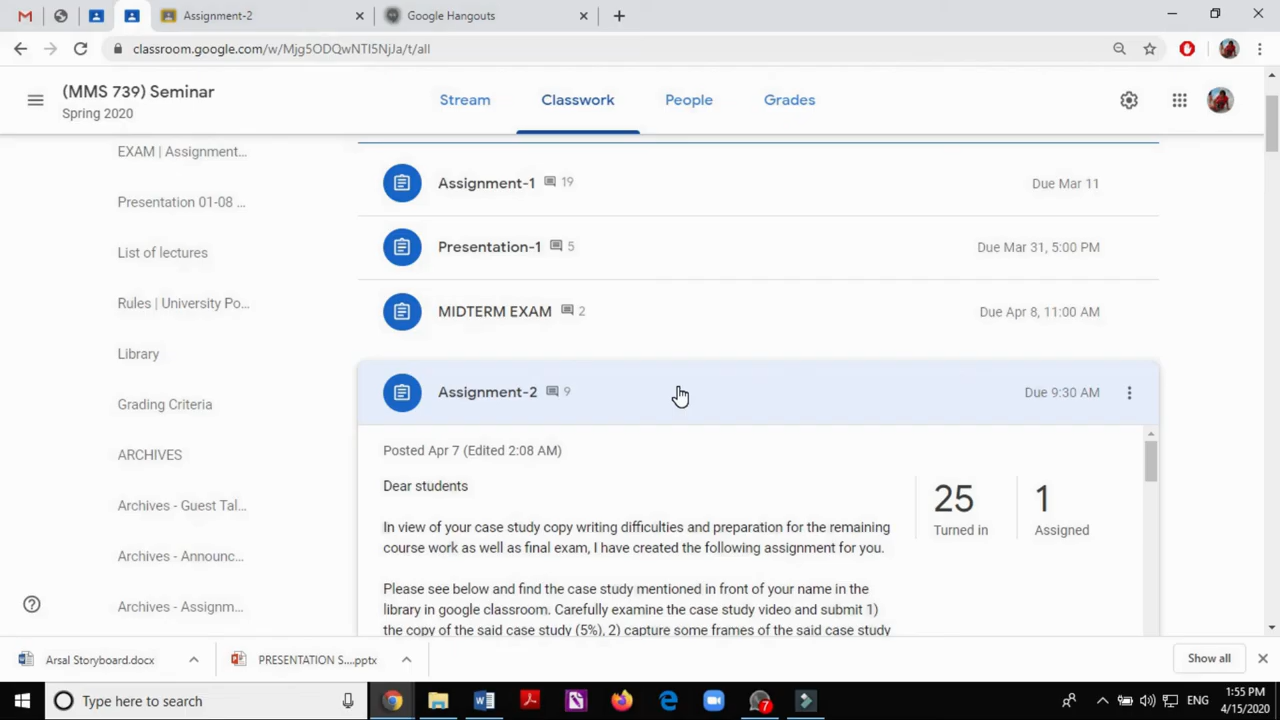 Assignment-2
Google Hangouts
classroom.google.com/w/Mjg5ODQwNTI5NjJa/t/all
(MMS 739) Seminar
Spring 2020
Stream
Classwork
People
Grades
EXAM | Assignment...
Presentation 01-08 ...
List of lectures
Rules | University Po...
Library
Grading Criteria
ARCHIVES
Archives - Guest Tal...
Archives - Announc...
Archives - Assignm...
Assignment-1 19 Due Mar 11
Presentation-1 5 Due Mar 31, 5:00 PM
MIDTERM EXAM 2 Due Apr 8, 11:00 AM
Assignment-2 9 Due 9:30 AM
Posted Apr 7 (Edited 2:08 AM)
Dear students
In view of your case study copy writing difficulties and preparation for the remaining
course work as well as final exam, I have created the following assignment for you.
Please see below and find the case study mentioned in front of your name in the
library in google classroom. Carefully examine the case study video and submit 1)
the copy of the said case study (5%), 2) capture some frames of the said case study
25
Turned in
1
Assigned
Arsal Storyboard.docx
PRESENTATION S....pptx
Show all
Type here to search
7
ENG
1:55 PM
4/15/2020